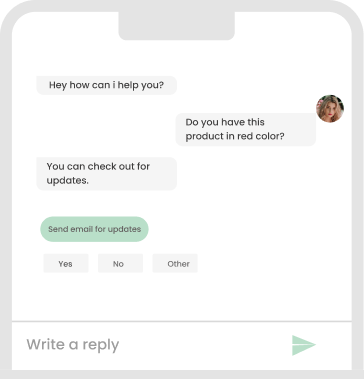 Hey how can i help you?
Do you have this
product in red color?
You can check out for
updates.
Send email for updates
Yes
No
Other
Write a reply